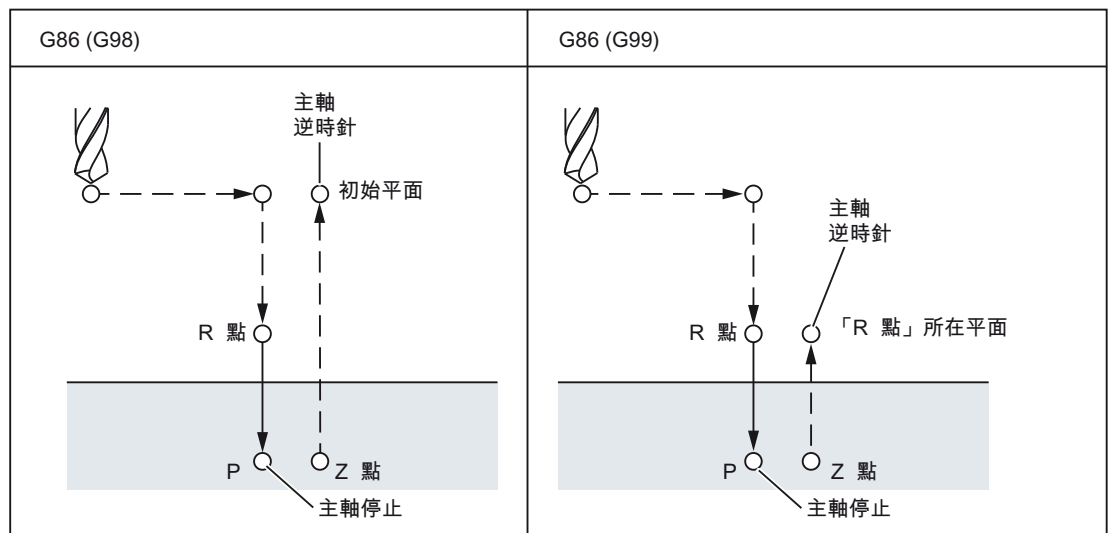 G86 (G98)
G86 (G99)
主軸
逆時針
初始平面
R 點
P
Z 點
主軸停止
主軸
逆時針
R 點
「R 點」所在平面
P
Z 點
主軸停止